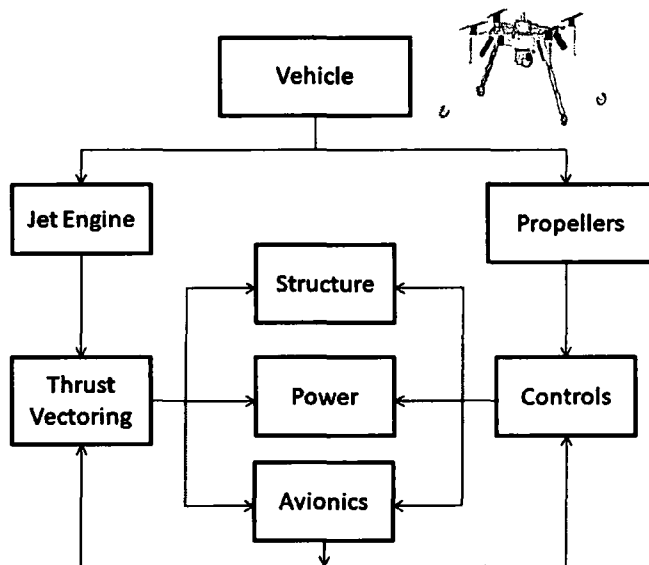 Vehicle
Jet Engine
Propellers
Structure
Thrust
Vectoring
Power
Controls
Avionics